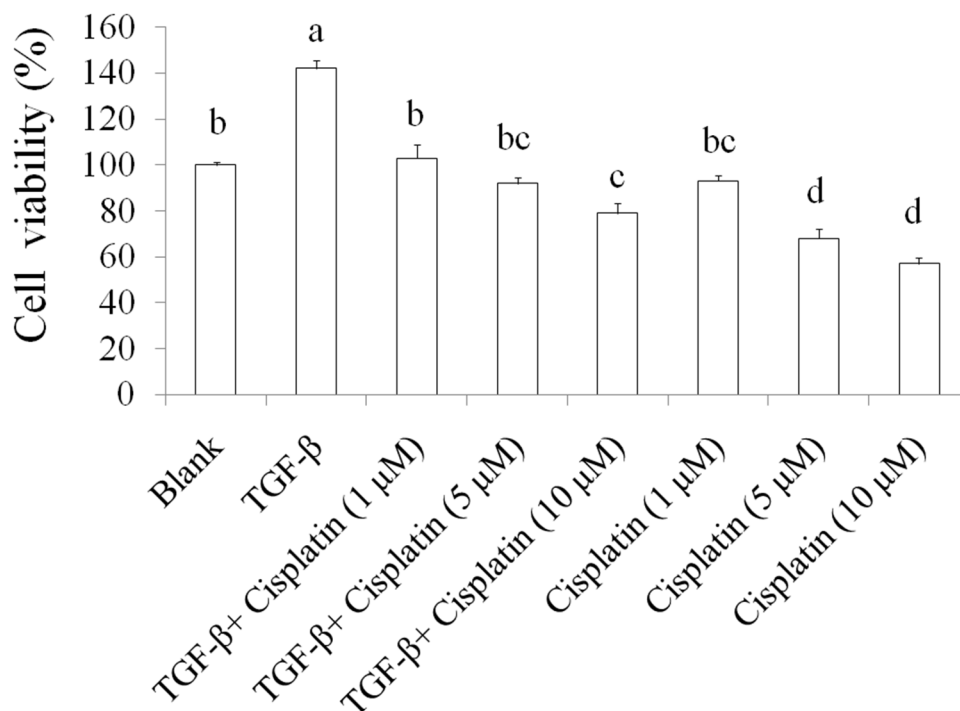 Cell viability (%)
160
140
120
100
80
60
40
20
0
a
b
b
bc
c
bc
d
d
Blank
TGF-β
TGF-β+ Cisplatin (1 μM)
TGF-β+ Cisplatin (5 μM)
TGF-β+ Cisplatin (10 μM)
Cisplatin (1 μM)
Cisplatin (5 μM)
Cisplatin (10 μM)